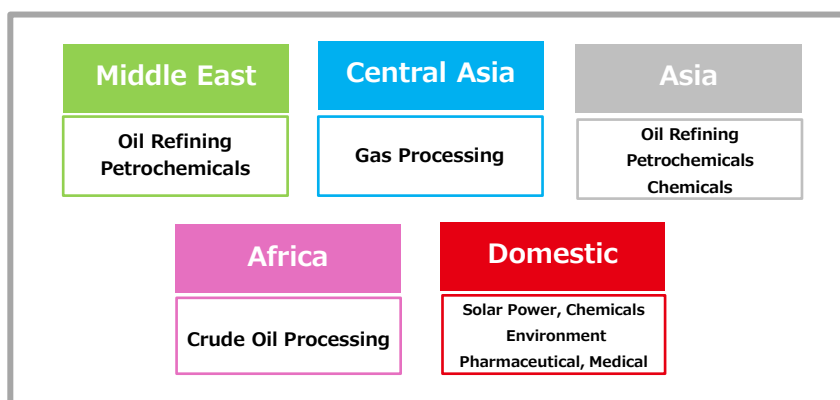 Middle East
Oil Refining
Petrochemicals
Central Asia
Gas Processing
Asia
Oil Refining
Petrochemicals
Chemicals
Africa
Crude Oil Processing
Domestic
Solar Power, Chemicals
Environment
Pharmaceutical, Medical